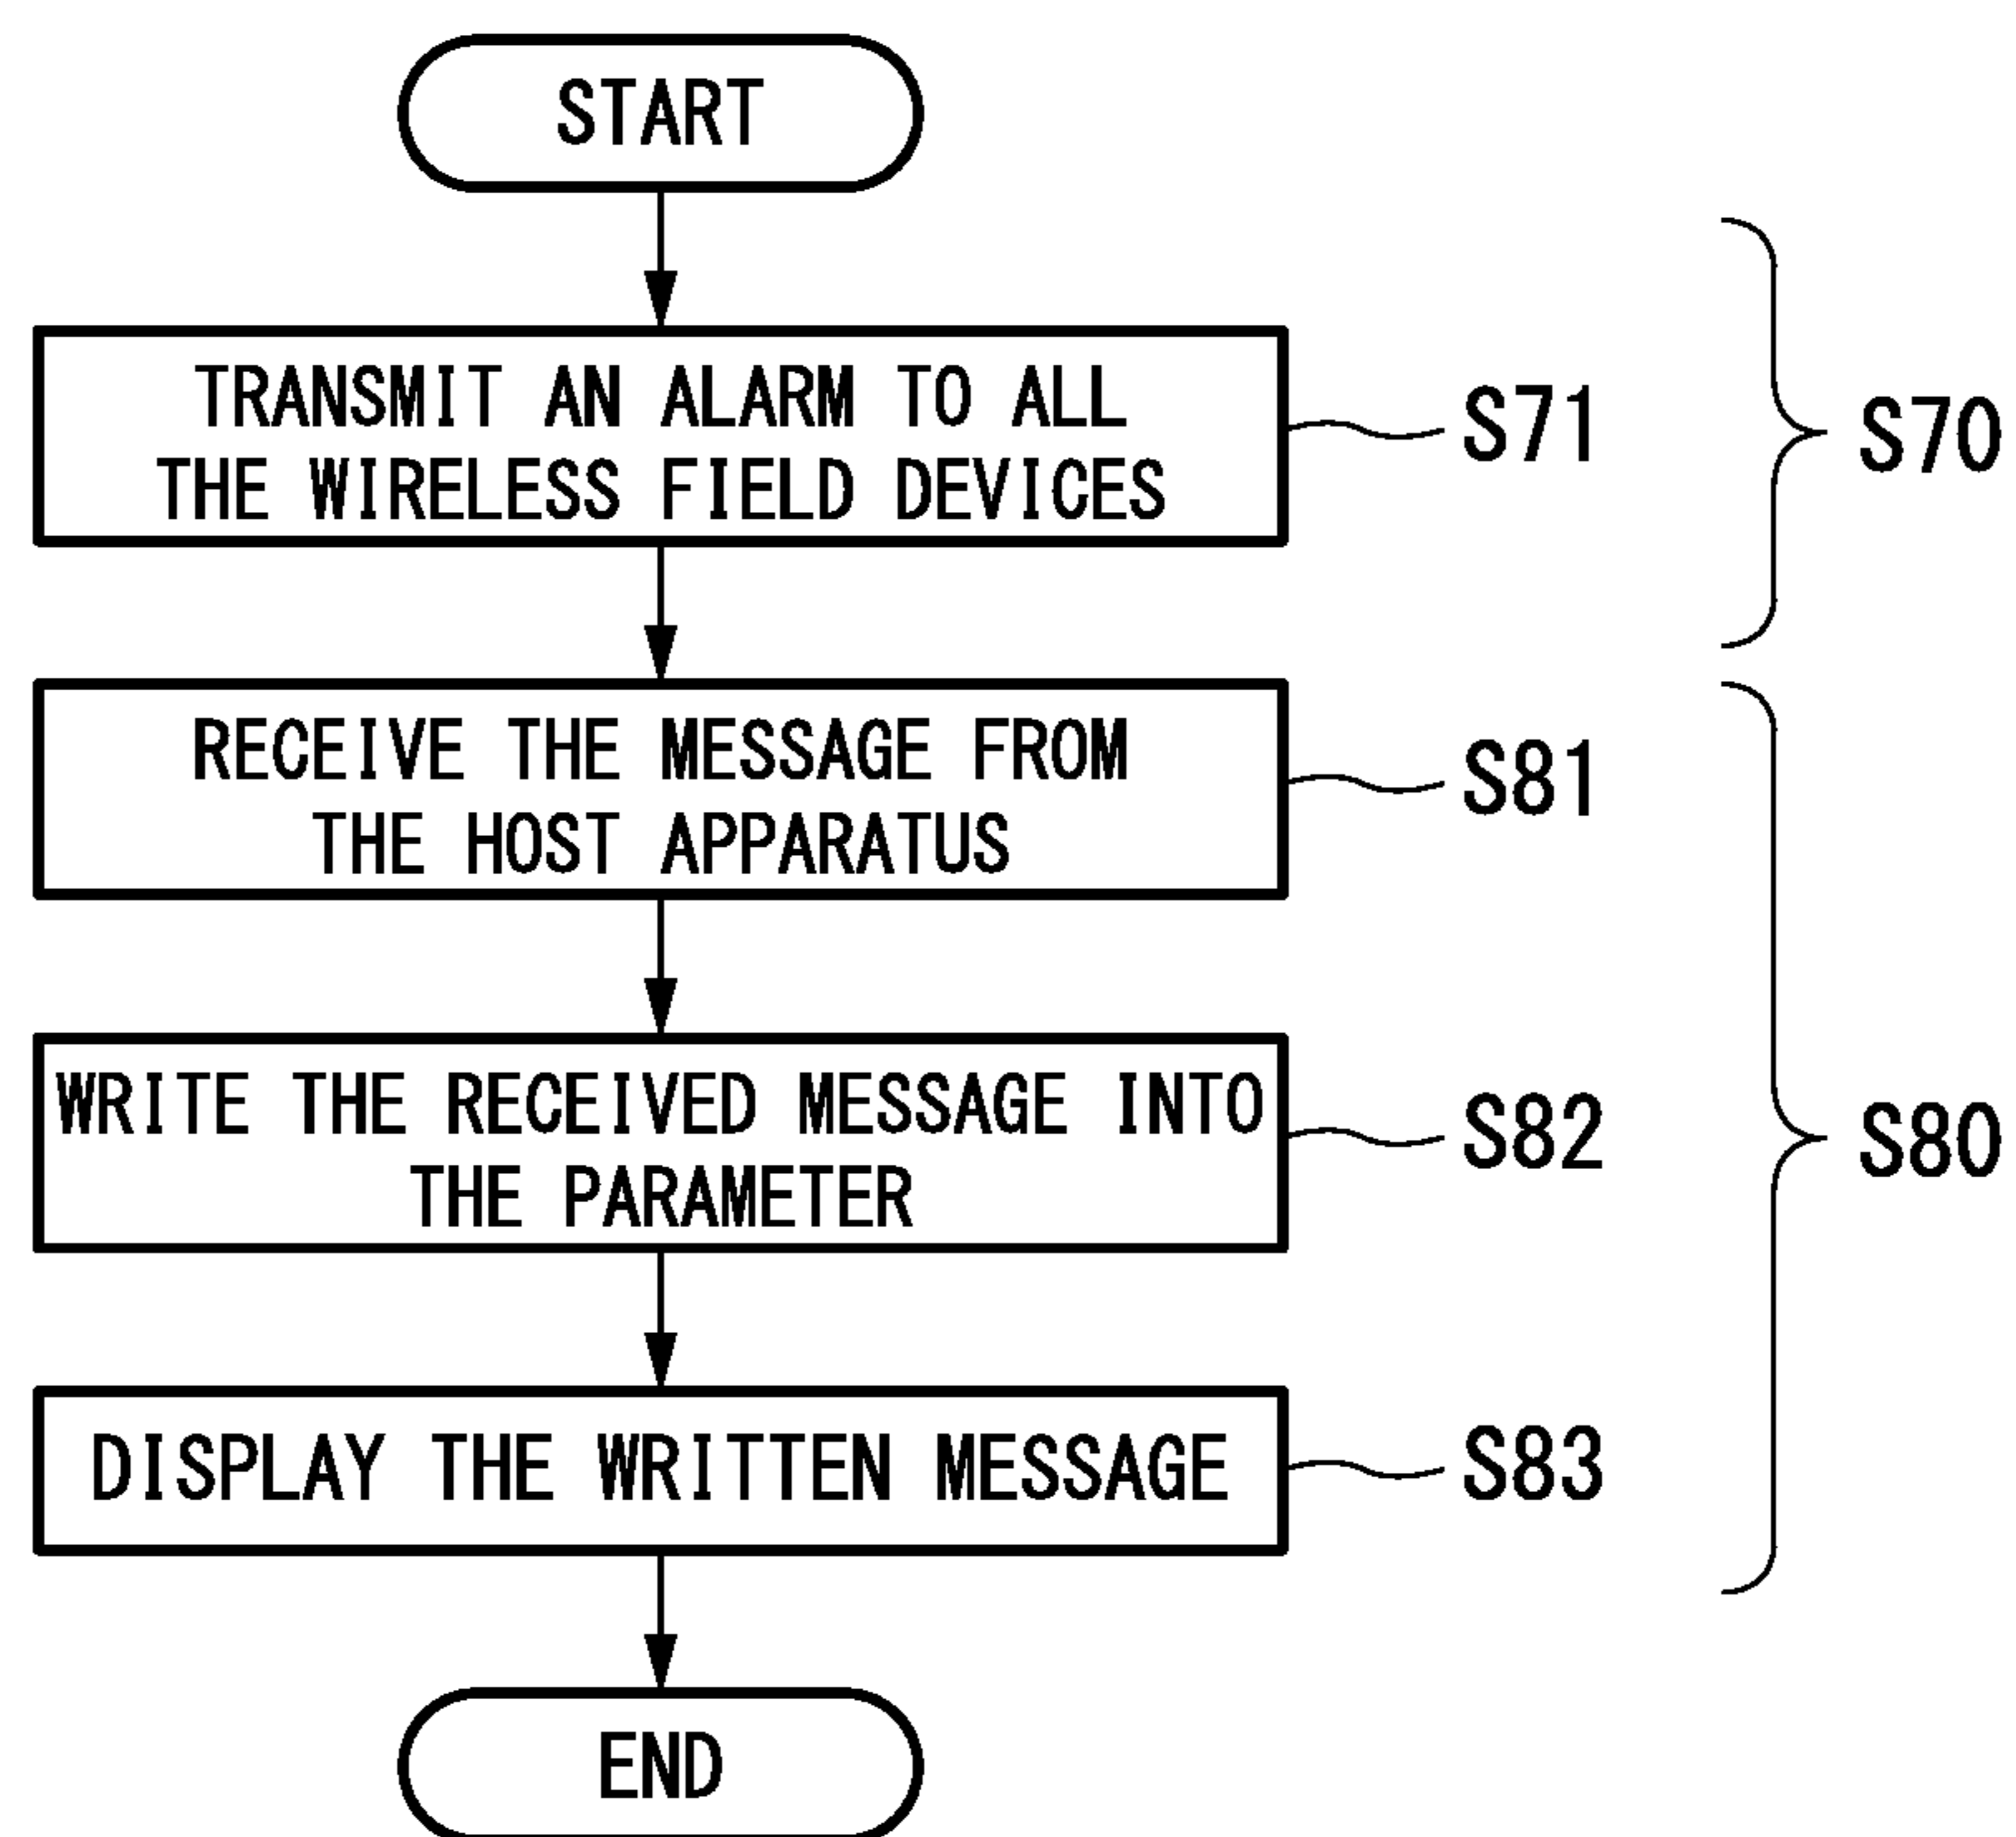 START
TRANSMIT AN ALARM TO ALL
THE WIRELESS FIELD DEVICES
S71
S70
RECEIVE THE MESSAGE FROM
THE HOST APPARATUS
S81
WRITE THE RECEIVED MESSAGE INTO
THE PARAMETER
S82
S80
DISPLAY THE WRITTEN MESSAGE
S83
END